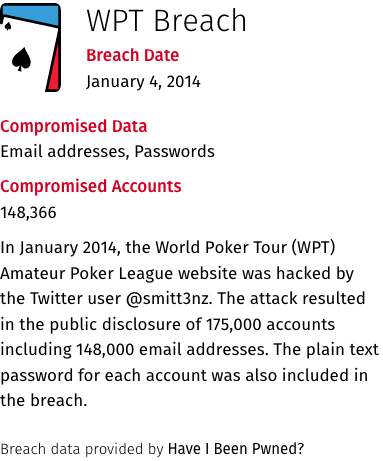 WPT Breach
Breach Date
January 4, 2014
Compromised Data
Email addresses, Passwords
Compromised Accounts
148,366
In January 2014, the World Poker Tour (WPT)
Amateur Poker League website was hacked by
the Twitter user @smitt3nz. The attack resulted
in the public disclosure of 175,000 accounts
including 148,000 email addresses. The plain text
password for each account was also included in
the breach.
Breach data provided by Have I Been Pwned?